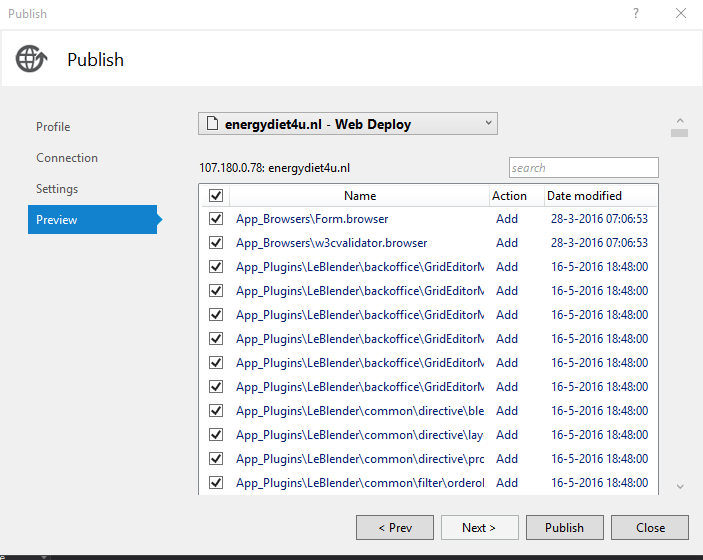 Publish
Publish
Profile
Connection
Settings
Preview
energydiet4u.nl - Web Deploy
107.180.0.78: energydiet4u.nl
search
Name Action Date modified
App_Browsers\Form.browser Add 28-3-2016 07:06:53
App_Browsers\w3cvalidator.browser Add 28-3-2016 07:06:53
App_Plugins\LeBlender\backoffice\GridEditorM Add 16-5-2016 18:48:00
App_Plugins\LeBlender\backoffice\GridEditorM Add 16-5-2016 18:48:00
App_Plugins\LeBlender\backoffice\GridEditorM Add 16-5-2016 18:48:00
App_Plugins\LeBlender\backoffice\GridEditorM Add 16-5-2016 18:48:00
App_Plugins\LeBlender\backoffice\GridEditorM Add 16-5-2016 18:48:00
App_Plugins\LeBlender\backoffice\GridEditorM Add 16-5-2016 18:48:00
App_Plugins\LeBlender\common\directive\ble Add 16-5-2016 18:48:00
App_Plugins\LeBlender\common\directive\lay Add 16-5-2016 18:48:00
App_Plugins\LeBlender\common\directive\pro Add 16-5-2016 18:48:00
App_Plugins\LeBlender\common\filter\orderol Add 16-5-2016 18:48:00
< Prev Next > Publish Close